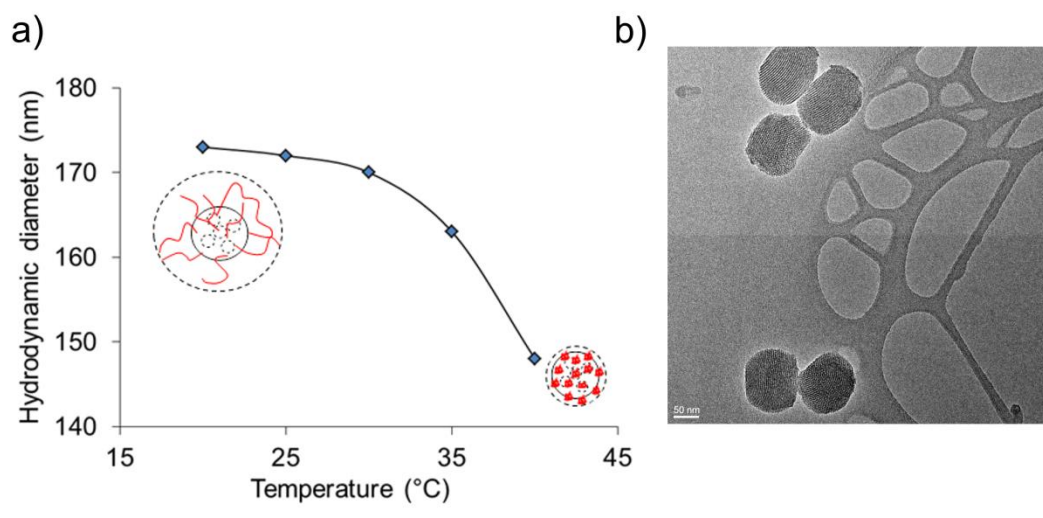 a)
b)
180
170
160
150
140
15
25
35
45
Hydrodynamic diameter (nm)
Temperature (°C)
50 nm